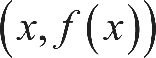 (x, f(x))